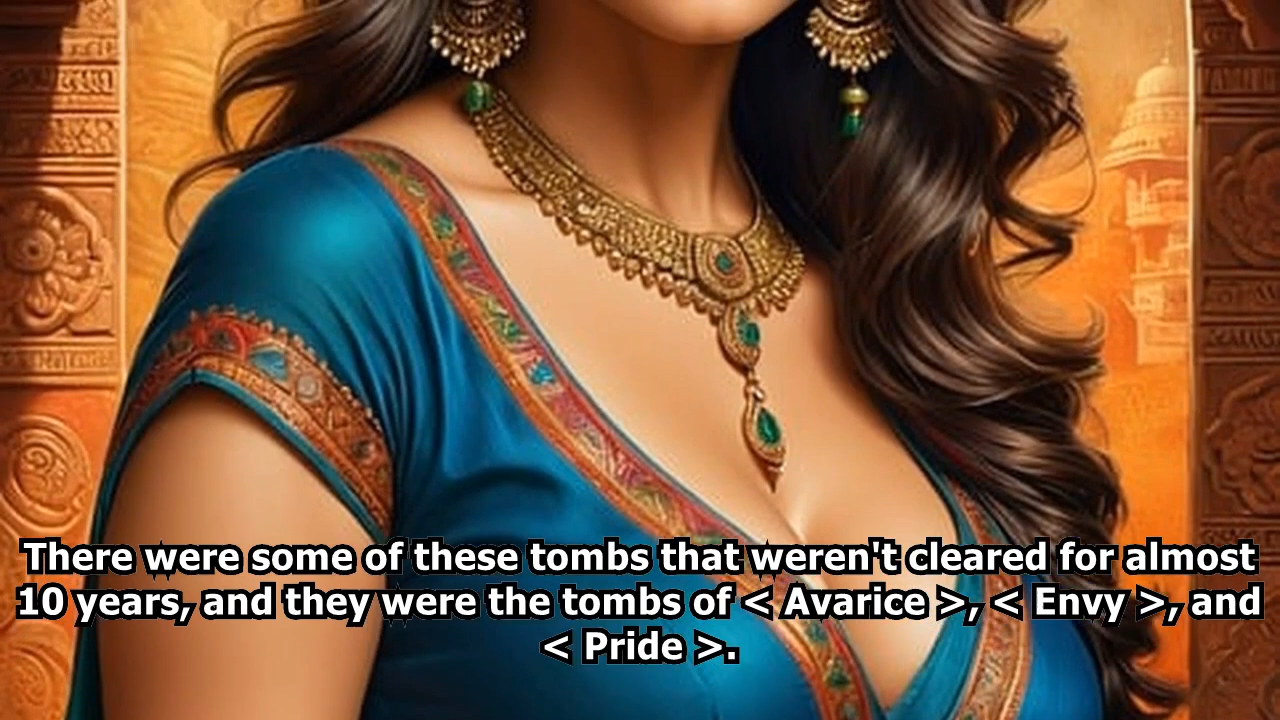 There were some of these tombs that weren't cleared for almost
10 years, and they were the tombs of < Avarice >, < Envy >, and
< Pride >.